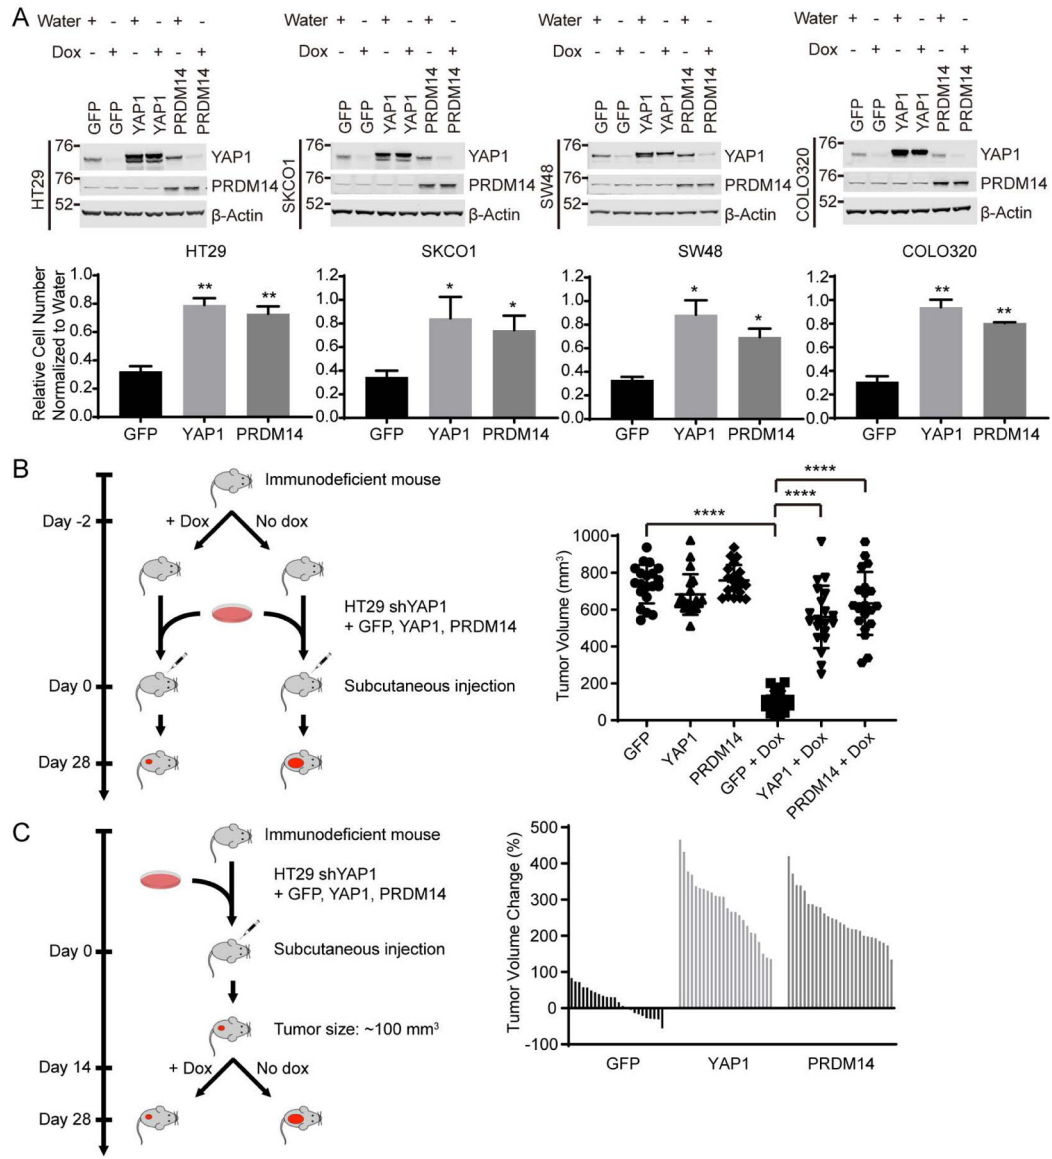 A
Water + - + - + -
Dox - + - + - +
GFP GFP YAP1 YAP1 PRDM14 PRDM14
HT29
76
YAP1
76
PRDM14
52
β-Actin
Water + - + - + -
Dox - + - + - +
GFP GFP YAP1 YAP1 PRDM14 PRDM14
SKCO1
76
YAP1
76
PRDM14
52
β-Actin
Water + - + - + -
Dox - + - + - +
GFP GFP YAP1 YAP1 PRDM14 PRDM14
SW48
76
YAP1
76
PRDM14
52
β-Actin
Water + - + - + -
Dox - + - + - +
GFP GFP YAP1 YAP1 PRDM14 PRDM14
COLO320
76
YAP1
76
PRDM14
52
β-Actin
HT29
Relative Cell Number
Normalized to Water
1.0
0.8
0.6
0.4
0.2
0.0
** **
GFP YAP1 PRDM14
SKCO1
1.2
1.0
0.8
0.6
0.4
0.2
0.0
* *
GFP YAP1 PRDM14
SW48
1.2
1.0
0.8
0.6
0.4
0.2
0.0
* *
GFP YAP1 PRDM14
COLO320
1.2
1.0
0.8
0.6
0.4
0.2
0.0
** **
GFP YAP1 PRDM14
B
Immunodeficient mouse
Day -2
+ Dox No dox
HT29 shYAP1
+ GFP, YAP1, PRDM14
Day 0
Subcutaneous injection
Day 28
****
****
****
Tumor Volume (mm³)
1000
800
600
400
200
0
GFP
YAP1
PRDM14
GFP + Dox
YAP1 + Dox
PRDM14 + Dox
C
Immunodeficient mouse
HT29 shYAP1
+ GFP, YAP1, PRDM14
Day 0
Subcutaneous injection
Tumor size: ~100 mm³
Day 14
+ Dox No dox
Day 28
Tumor Volume Change (%)
500
400
300
200
100
0
-100
GFP YAP1 PRDM14